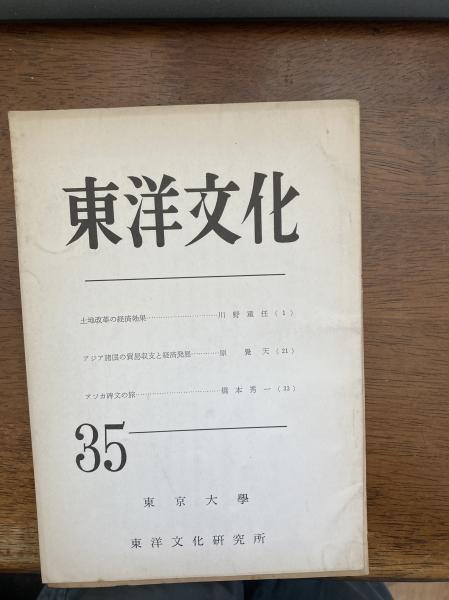 東洋文化
土地改革の経済効果…………………………川野重任(1)
アジア諸国の貿易収支と経済発展…………原覺天(21)
アソカ碑文の旅………………………………橋本秀一(33)
35
東京大學
東洋文化研究所